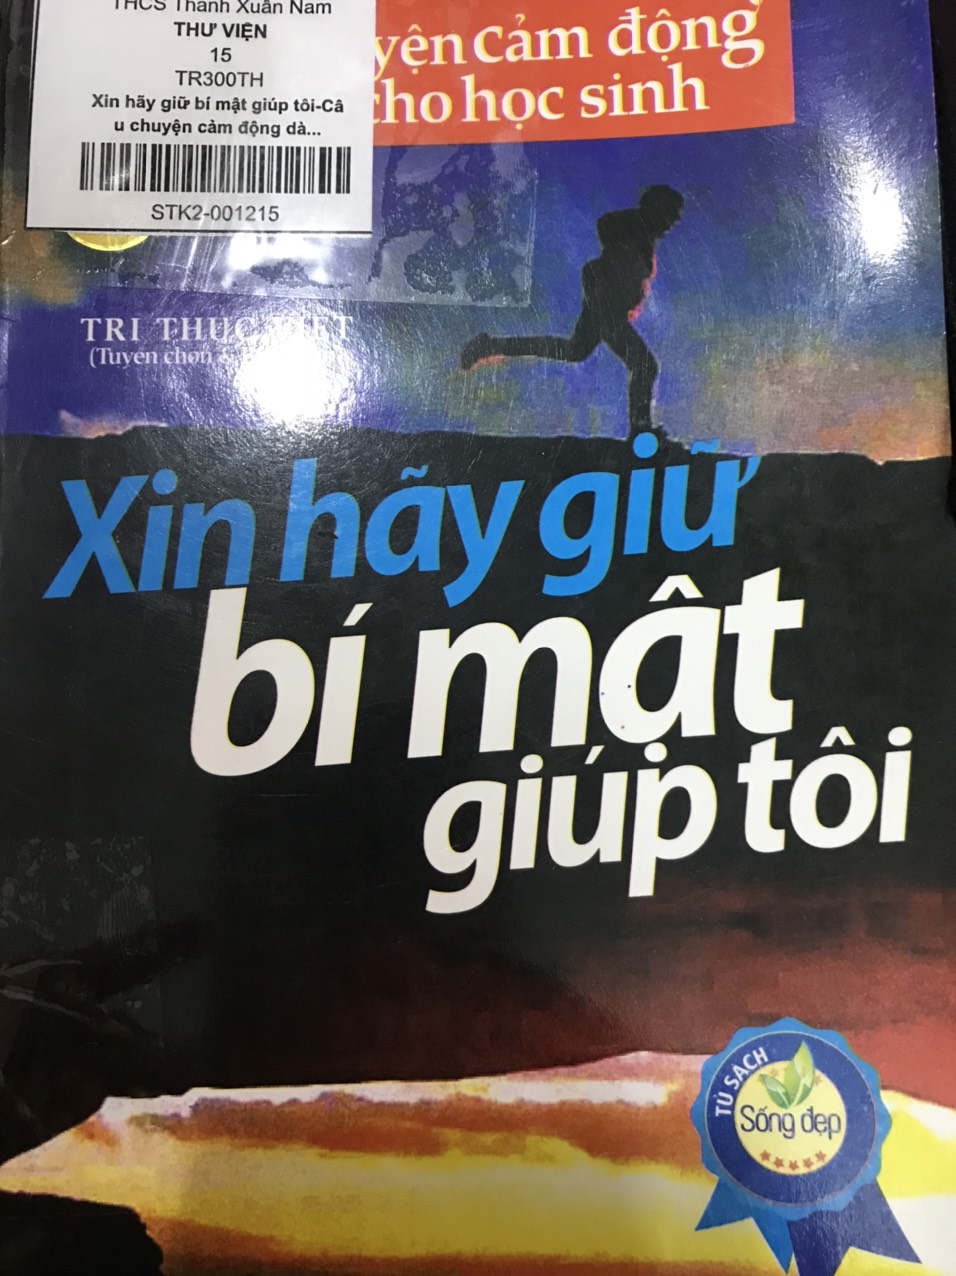 THCS Thanh Xuân Nam
THƯ VIỆN
15
TR300TH
Xin hãy giữ bí mật giúp tôi-Câ
u chuyện cảm động dà...
STK2-001215
yện cảm động
cho học sinh
TRI THỨC VIỆT
(Tuyển chọn
Xin hãy giữ
bí mật
giúp tôi
TỦ SÁCH
Sống đẹp